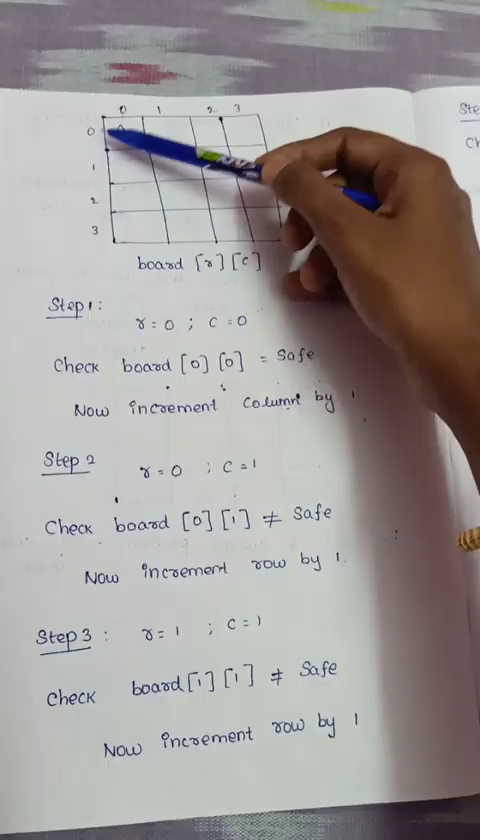 0 1 2 3
0
1
2
3
board [r][c]
Step 1:
r = 0 ; c = 0
Check board [0] [0] = Safe
Now increment column by 1
Step 2
r = 0 ; c = 1
Check board [0] [1] ≠ Safe
Now increment row by 1.
Step 3 : r = 1 ; c = 1
Check board [1] [1] ≠ Safe
Now increment row by 1